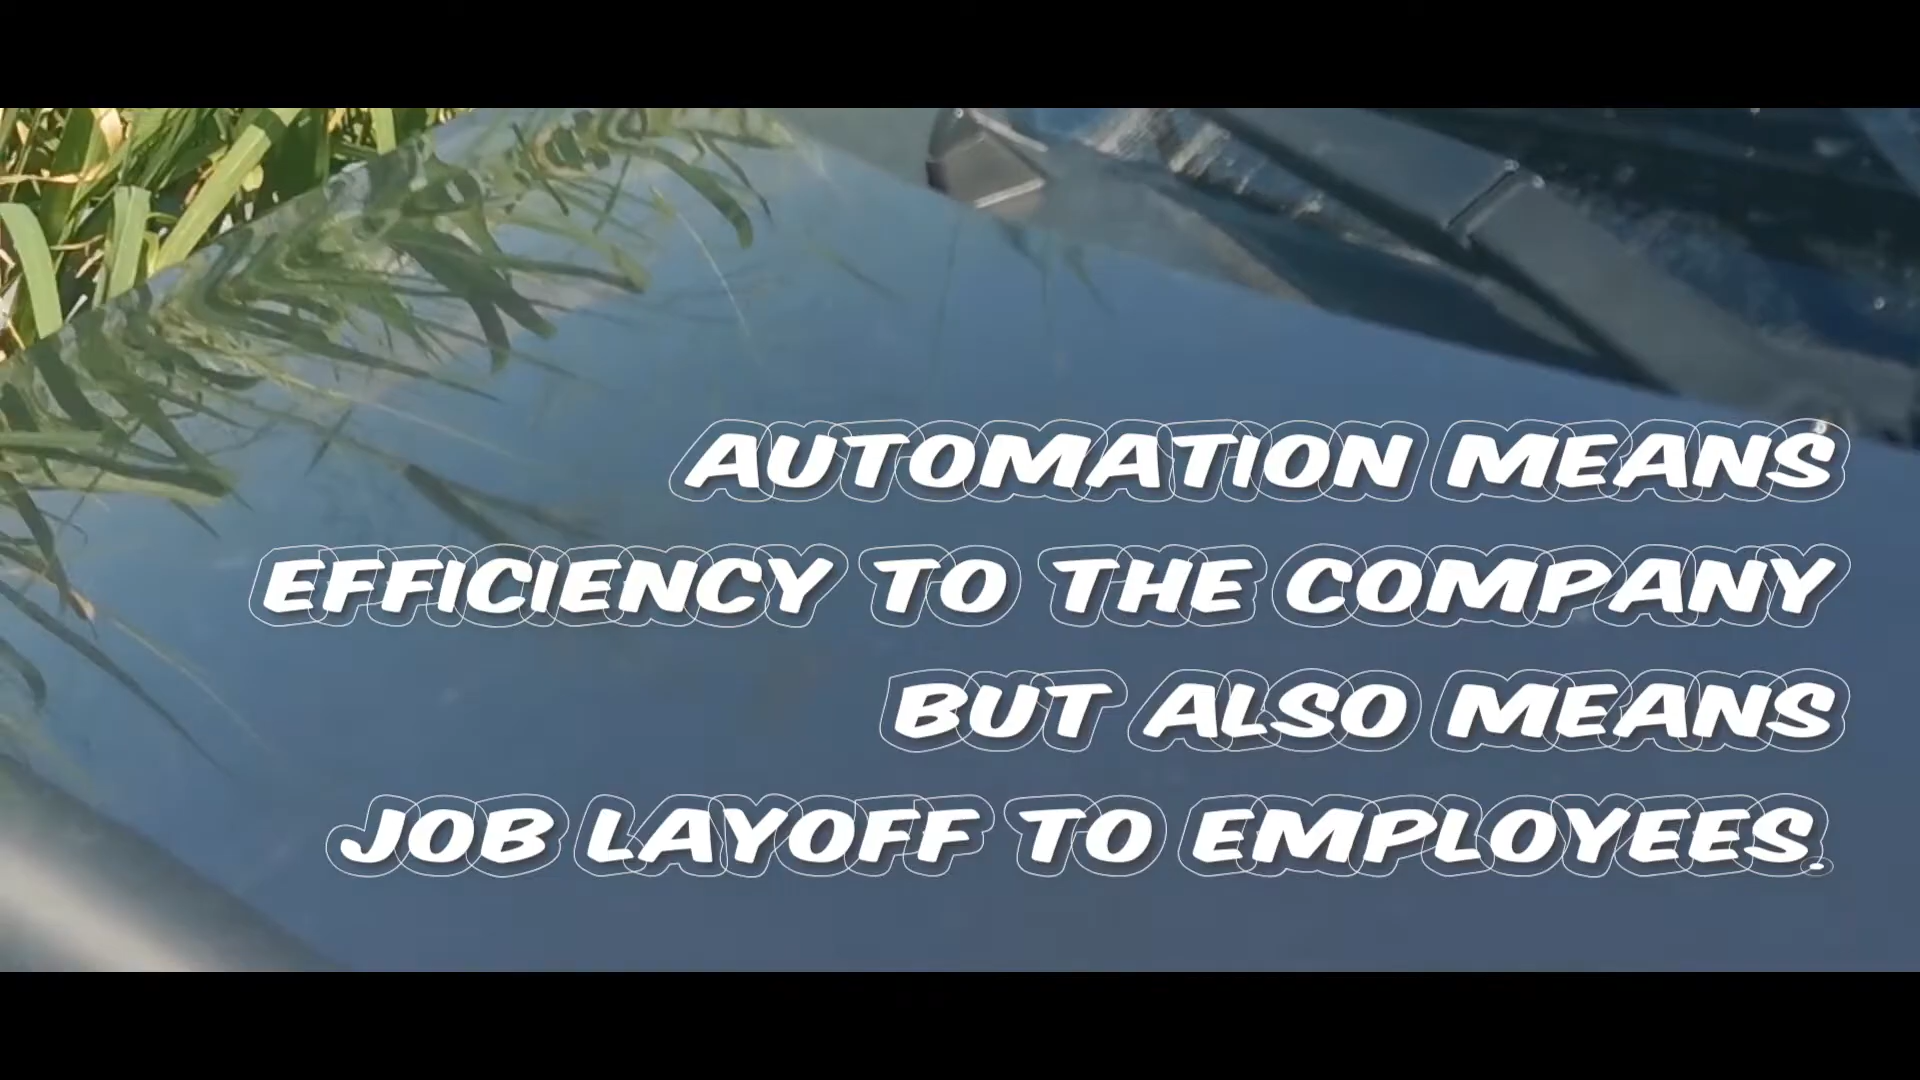 AUTOMATION MEANS
EFFICIENCY TO THE COMPANY
BUT ALSO MEANS
JOB LAYOFF TO EMPLOYEES.